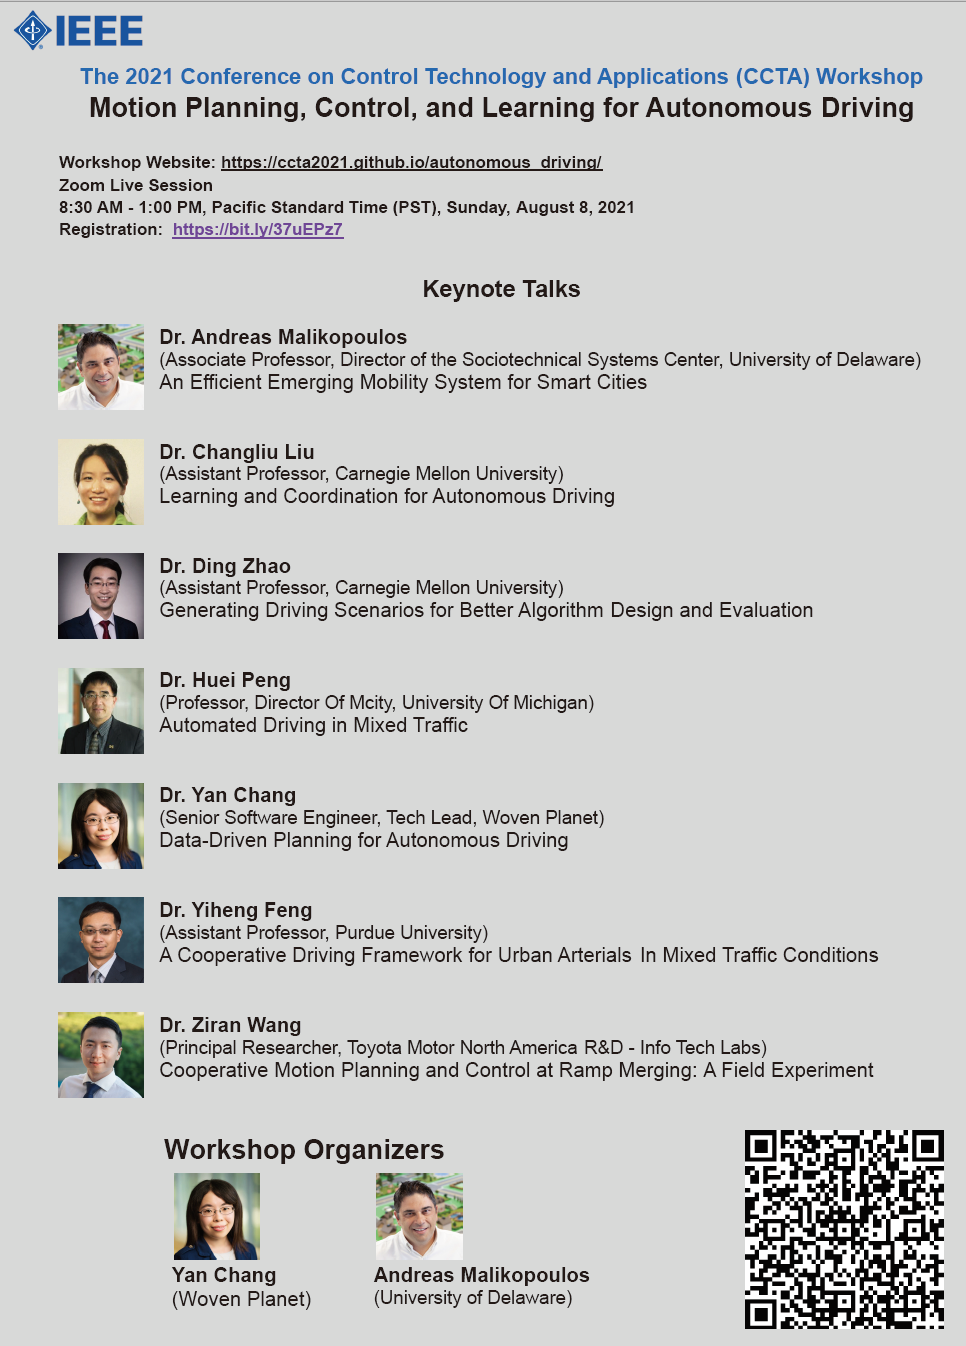 IEEE
The 2021 Conference on Control Technology and Applications (CCTA) Workshop
Motion Planning, Control, and Learning for Autonomous Driving
Workshop Website: https://ccta2021.github.io/autonomous_driving/
Zoom Live Session
8:30 AM - 1:00 PM, Pacific Standard Time (PST), Sunday, August 8, 2021
Registration: https://bit.ly/37uEPz7
Keynote Talks
Dr. Andreas Malikopoulos
(Associate Professor, Director of the Sociotechnical Systems Center, University of Delaware)
An Efficient Emerging Mobility System for Smart Cities
Dr. Changliu Liu
(Assistant Professor, Carnegie Mellon University)
Learning and Coordination for Autonomous Driving
Dr. Ding Zhao
(Assistant Professor, Carnegie Mellon University)
Generating Driving Scenarios for Better Algorithm Design and Evaluation
Dr. Huei Peng
(Professor, Director Of Mcity, University Of Michigan)
Automated Driving in Mixed Traffic
Dr. Yan Chang
(Senior Software Engineer, Tech Lead, Woven Planet)
Data-Driven Planning for Autonomous Driving
Dr. Yiheng Feng
(Assistant Professor, Purdue University)
A Cooperative Driving Framework for Urban Arterials In Mixed Traffic Conditions
Dr. Ziran Wang
(Principal Researcher, Toyota Motor North America R&D - Info Tech Labs)
Cooperative Motion Planning and Control at Ramp Merging: A Field Experiment
Workshop Organizers
Yan Chang
(Woven Planet)
Andreas Malikopoulos
(University of Delaware)